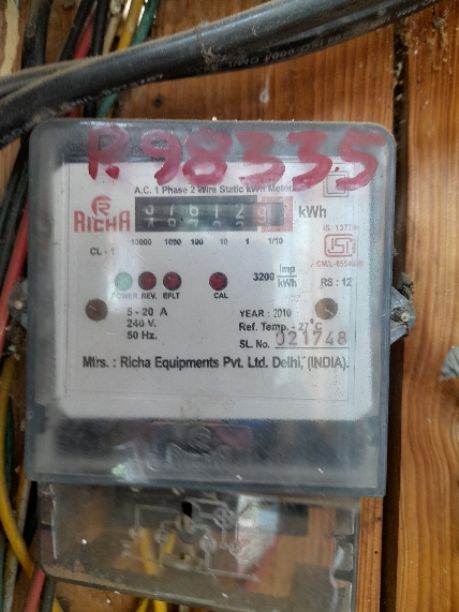 R.98335
A.C. 1 Phase 2 Wire Static kWh Meter
RICHA
kWh
CL - 1
10000 1000 100 10 1 1/10
IS: 13779
ISI
POWER REV. EFLT CAL
3200 Imp/kWh
RS : 12
5 - 20 A
240 V.
50 Hz.
YEAR : 2010
Ref. Temp. - 27°C
SL. No. 021748
Mfrs. : Richa Equipments Pvt. Ltd. Delhi, (INDIA).